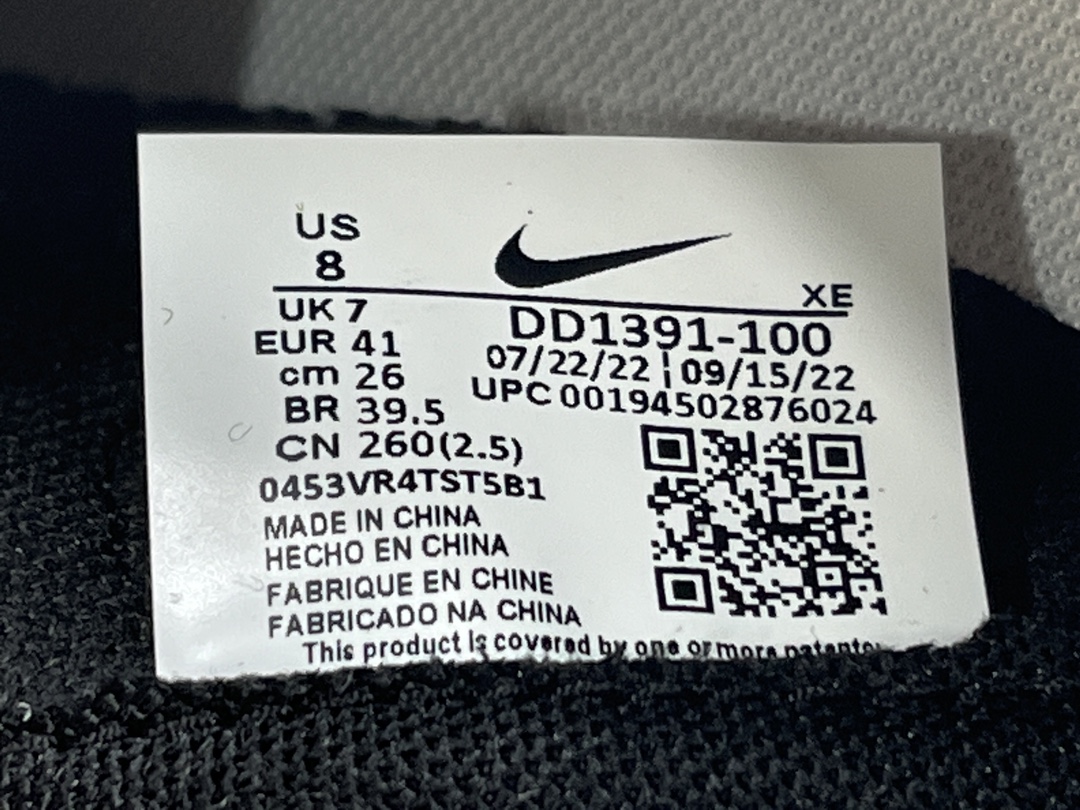 US
8
XE
UK 7
DD1391-100
EUR 41
07/22/22 | 09/15/22
cm 26
UPC 00194502876024
BR 39.5
CN 260(2.5)
0453VR4TST5B1
MADE IN CHINA
HECHO EN CHINA
FABRIQUE EN CHINE
FABRICADO NA CHINA
This product is covered by one or more patents